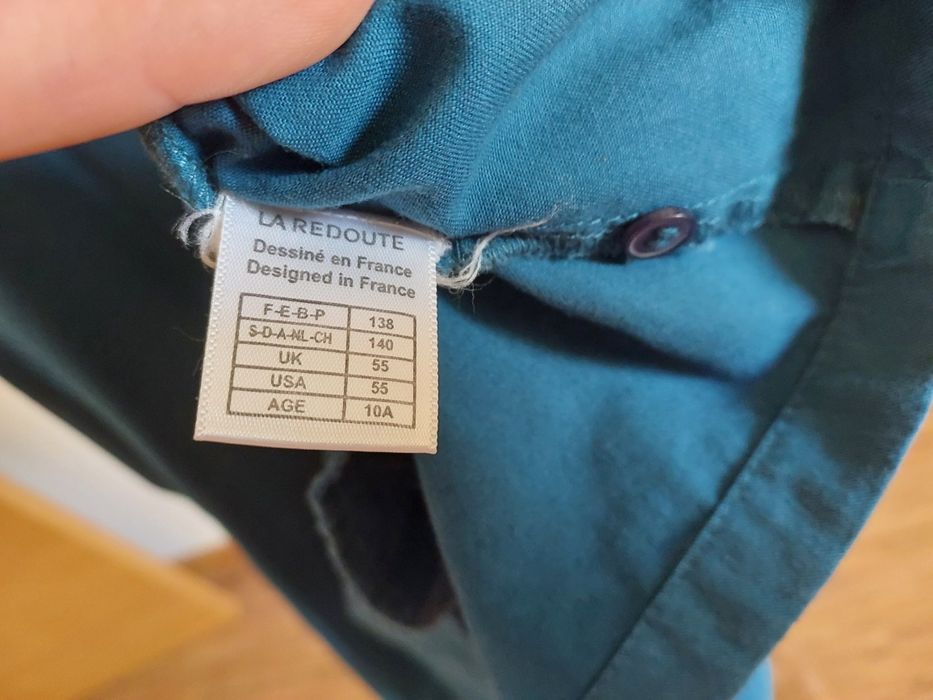 LA REDOUTE
Dessiné en France
Designed in France
F-E-B-P 138
S-D-A-NL-CH 140
UK 55
USA 55
AGE 10A